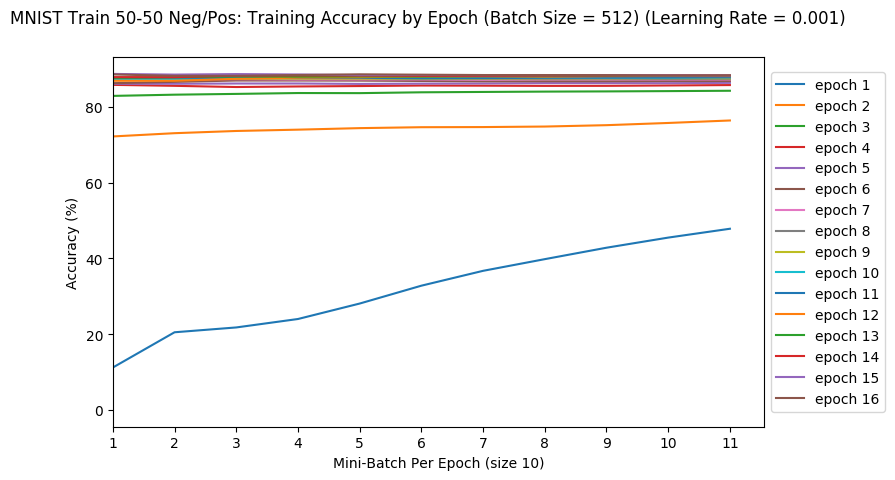 MNIST Train 50-50 Neg/Pos: Training Accuracy by Epoch (Batch Size = 512) (Learning Rate = 0.001)
Accuracy (%)
80
60
40
20
0
1 2 3 4 5 6 7 8 9 10 11
Mini-Batch Per Epoch (size 10)
epoch 1
epoch 2
epoch 3
epoch 4
epoch 5
epoch 6
epoch 7
epoch 8
epoch 9
epoch 10
epoch 11
epoch 12
epoch 13
epoch 14
epoch 15
epoch 16